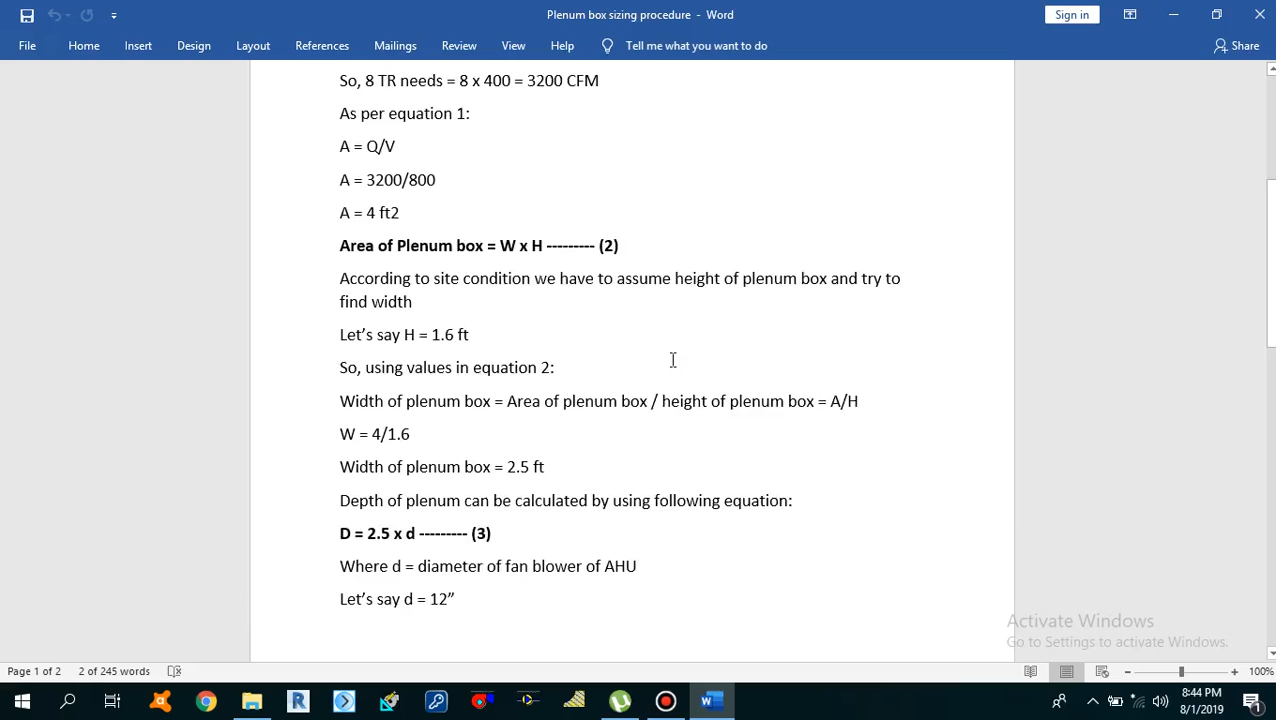 Plenum box sizing procedure - Word
Sign in
File Home Insert Design Layout References Mailings Review View Help Tell me what you want to do Share
So, 8 TR needs = 8 x 400 = 3200 CFM
As per equation 1:
A = Q/V
A = 3200/800
A = 4 ft2
Area of Plenum box = W x H --------- (2)
According to site condition we have to assume height of plenum box and try to
find width
Let’s say H = 1.6 ft
So, using values in equation 2:
Width of plenum box = Area of plenum box / height of plenum box = A/H
W = 4/1.6
Width of plenum box = 2.5 ft
Depth of plenum can be calculated by using following equation:
D = 2.5 x d --------- (3)
Where d = diameter of fan blower of AHU
Let’s say d = 12”
Activate Windows
Go to Settings to activate Windows.
Page 1 of 2 2 of 245 words 100%
8:44 PM
8/1/2019